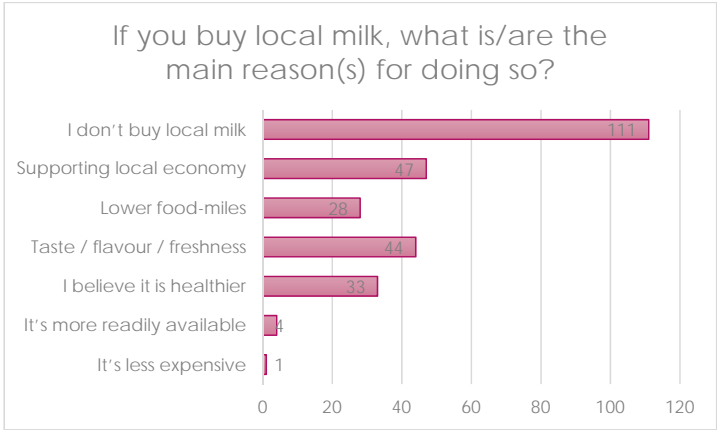 If you buy local milk, what is/are the
main reason(s) for doing so?
I don't buy local milk 111
Supporting local economy 47
Lower food-miles 28
Taste / flavour / freshness 44
I believe it is healthier 33
It's more readily available 4
It's less expensive 1
0 20 40 60 80 100 120